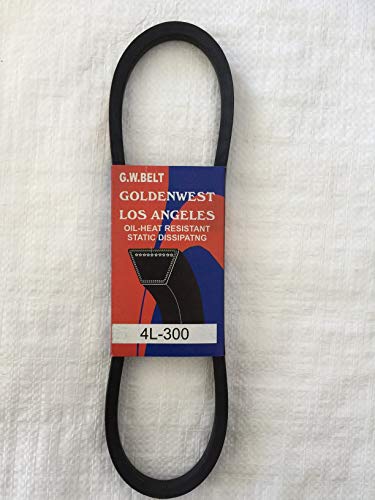 G.W.BELT
GOLDENWEST
LOS ANGELES
OIL-HEAT RESISTANT
STATIC DISSIPATNG
4L-300